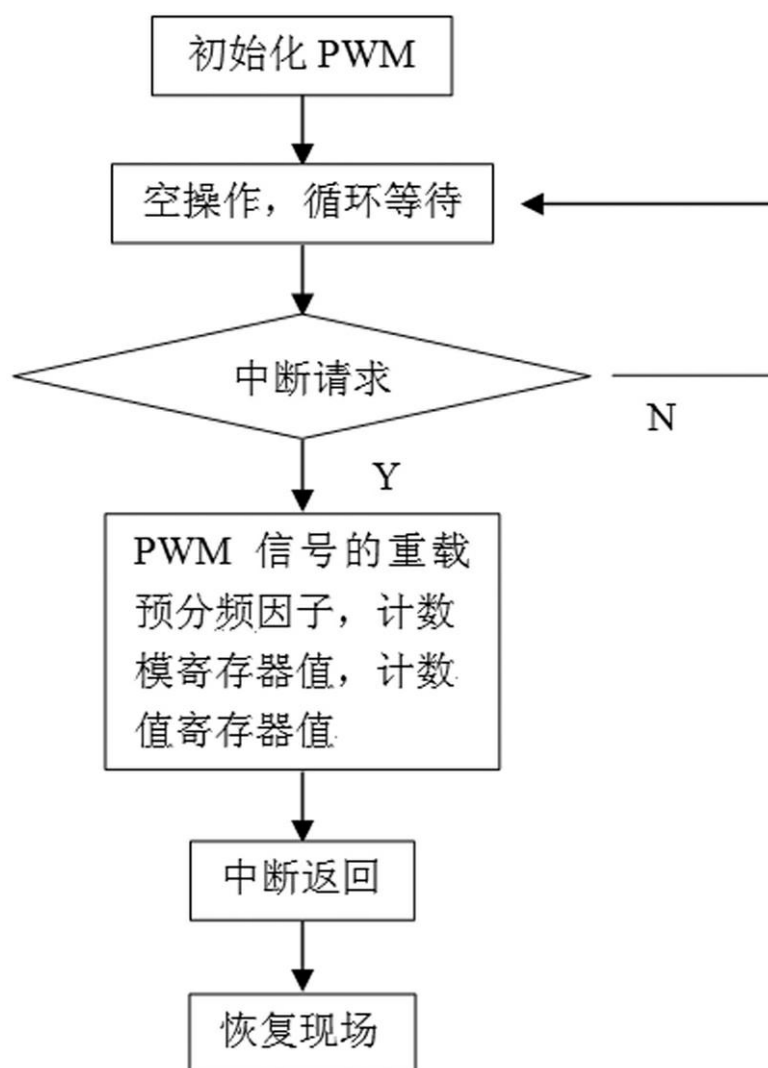 初始化 PWM
空操作，循环等待
中断请求
N
Y
PWM 信号的重载
预分频因子，计数
模寄存器值，计数
值寄存器值
中断返回
恢复现场